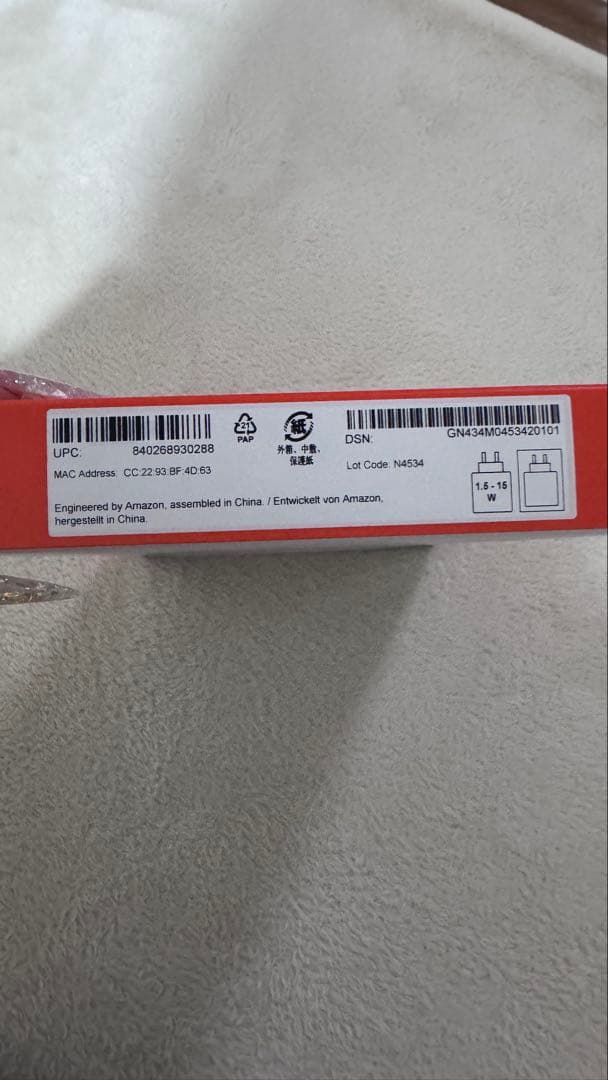 UPC: 840268930288
MAC Address: CC:22:93:BF:4D:63
21
PAP
紙
外箱、中敷、
保護紙
DSN: GN434M0453420101
Lot Code: N4534
1.5 - 15
W
Engineered by Amazon, assembled in China. / Entwickelt von Amazon,
hergestellt in China.